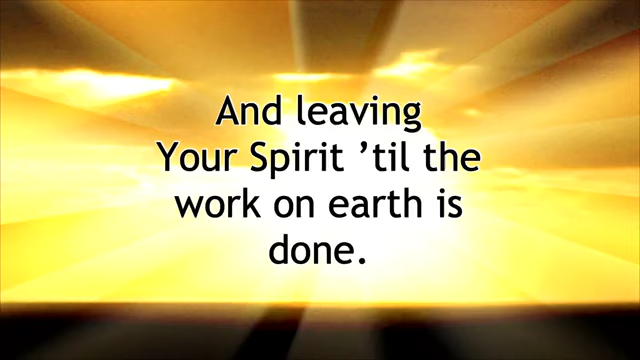 And leaving
Your Spirit ’til the
work on earth is
done.